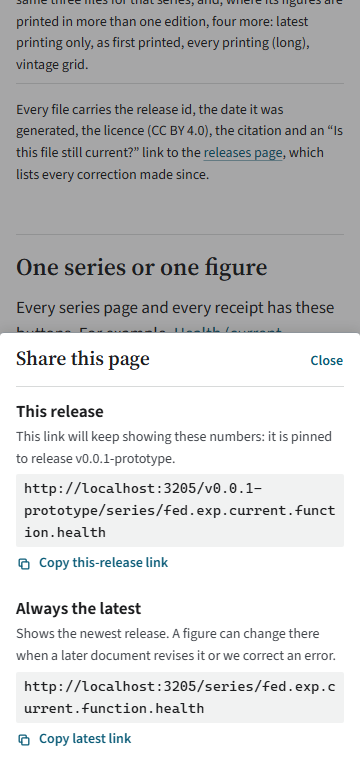 same three files for that series, and, where its figures are
printed in more than one edition, four more: latest
printing only, as first printed, every printing (long),
vintage grid.
Every file carries the release id, the date it was
generated, the licence (CC BY 4.0), the citation and an “Is
this file still current?” link to the releases page, which
lists every correction made since.
One series or one figure
Every series page and every receipt has these
buttons. For example, Health (current
Share this page
Close
This release
This link will keep showing these numbers: it is pinned
to release v0.0.1-prototype.
http://localhost:3205/v0.0.1-
prototype/series/fed.exp.current.funct
ion.health
Copy this-release link
Always the latest
Shows the newest release. A figure can change there
when a later document revises it or we correct an error.
http://localhost:3205/series/fed.exp.c
urrent.function.health
Copy latest link